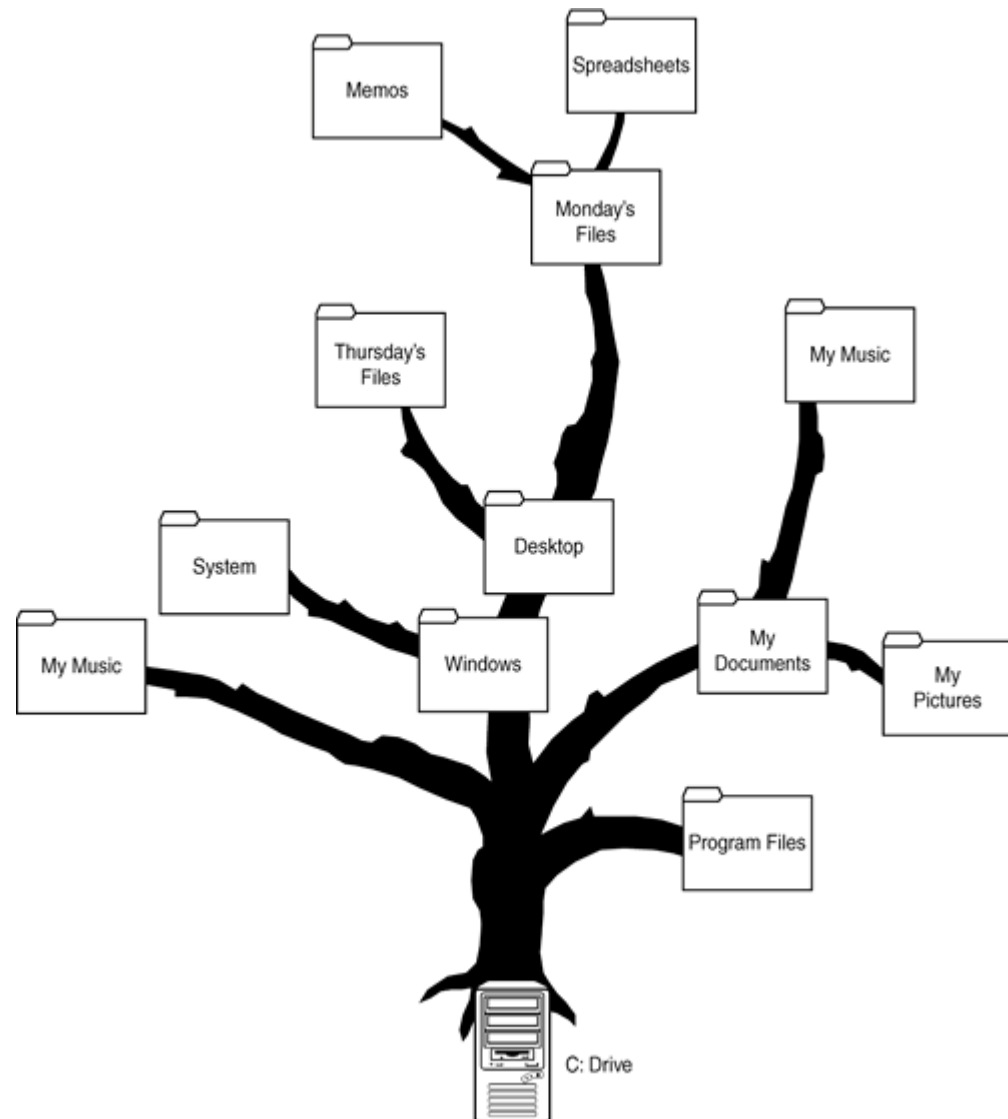 Spreadsheets
Memos
Monday's
Files
Thursday's
Files
My Music
Desktop
System
My Music
Windows
My
Documents
My
Pictures
Program Files
C: Drive